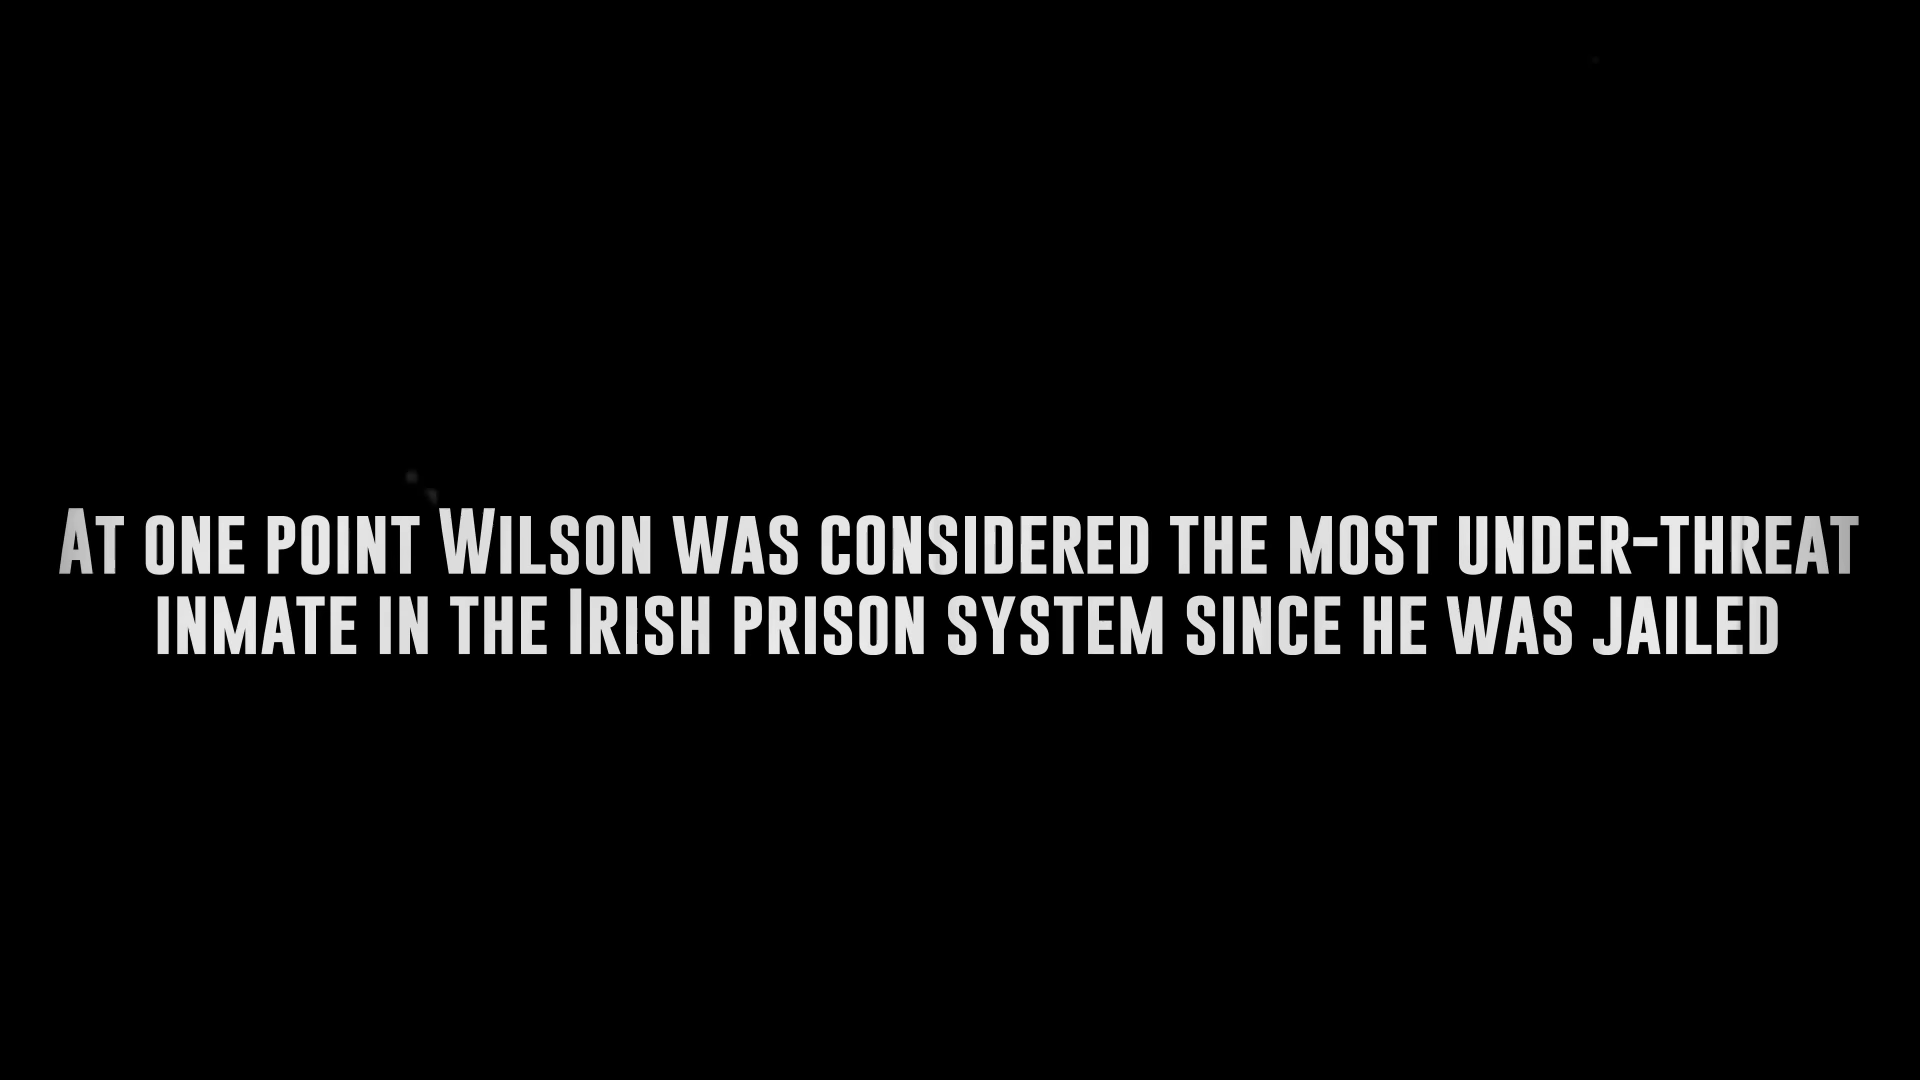 At one point Wilson was considered the most under-threat
inmate in the Irish prison system since he was jailed